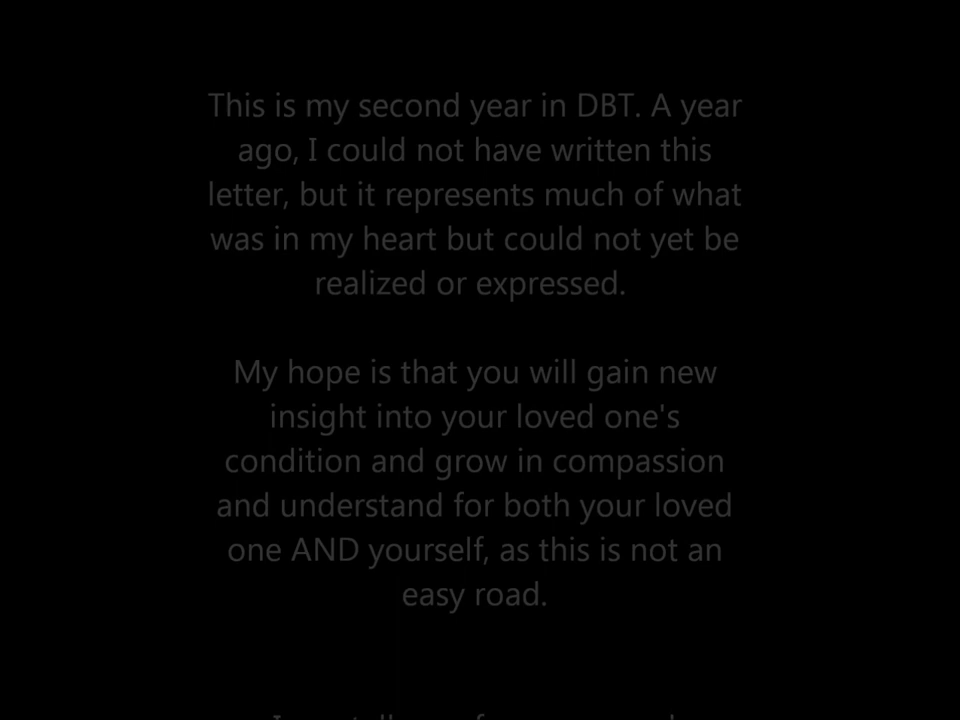 This is my second year in DBT. A year
ago, I could not have written this
letter, but it represents much of what
was in my heart but could not yet be
realized or expressed.
My hope is that you will gain new
insight into your loved one's
condition and grow in compassion
and understand for both your loved
one AND yourself, as this is not an
easy road.